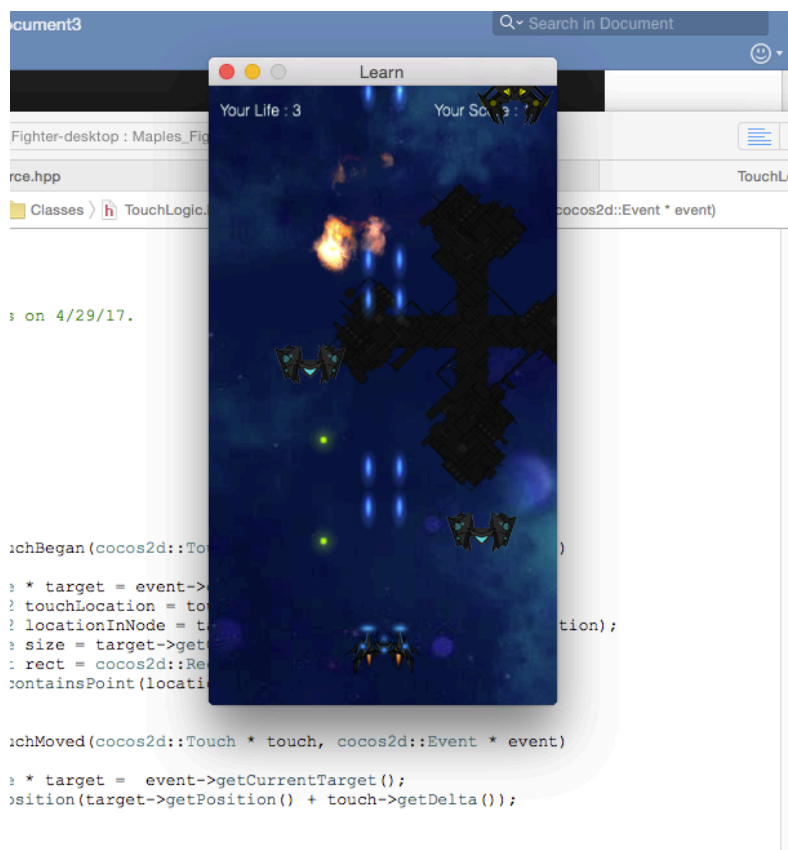 ocument3
Search in Document
Learn
Your Life : 3
Your Sc e :
Fighter-desktop : Maples_Fig
rce.hpp
TouchL
Classes
h TouchLogic.
cocos2d::Event * event)
s on 4/29/17.
uchBegan(cocos2d::To )
e * target = event->
2 touchLocation = to
2 locationInNode = t tion);
e size = target->get
t rect = cocos2d::Re
containsPoint(locati
uchMoved(cocos2d::Touch * touch, cocos2d::Event * event)
e * target =  event->getCurrentTarget();
osition(target->getPosition() + touch->getDelta());